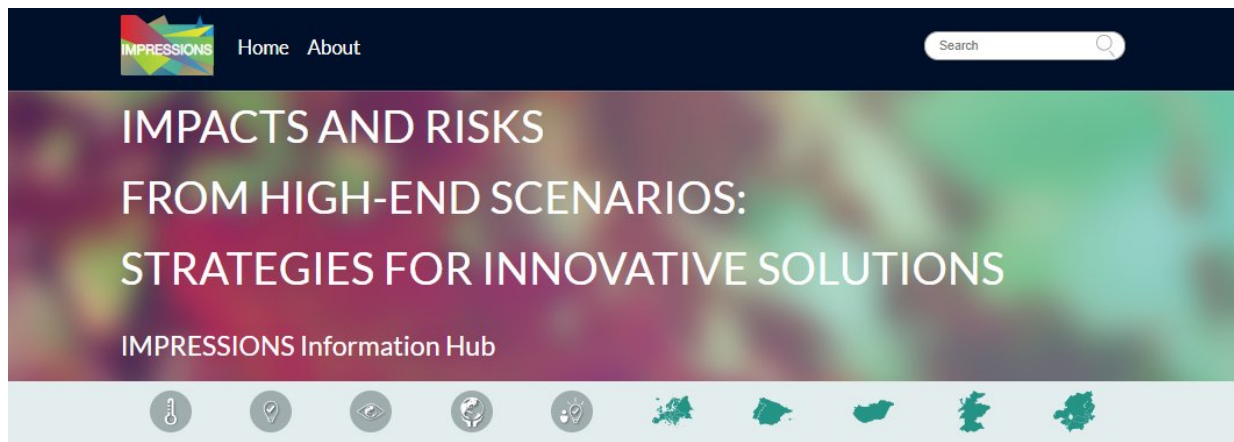 IMPRESSIONS
Home About
Search
IMPACTS AND RISKS
FROM HIGH-END SCENARIOS:
STRATEGIES FOR INNOVATIVE SOLUTIONS
IMPRESSIONS Information Hub